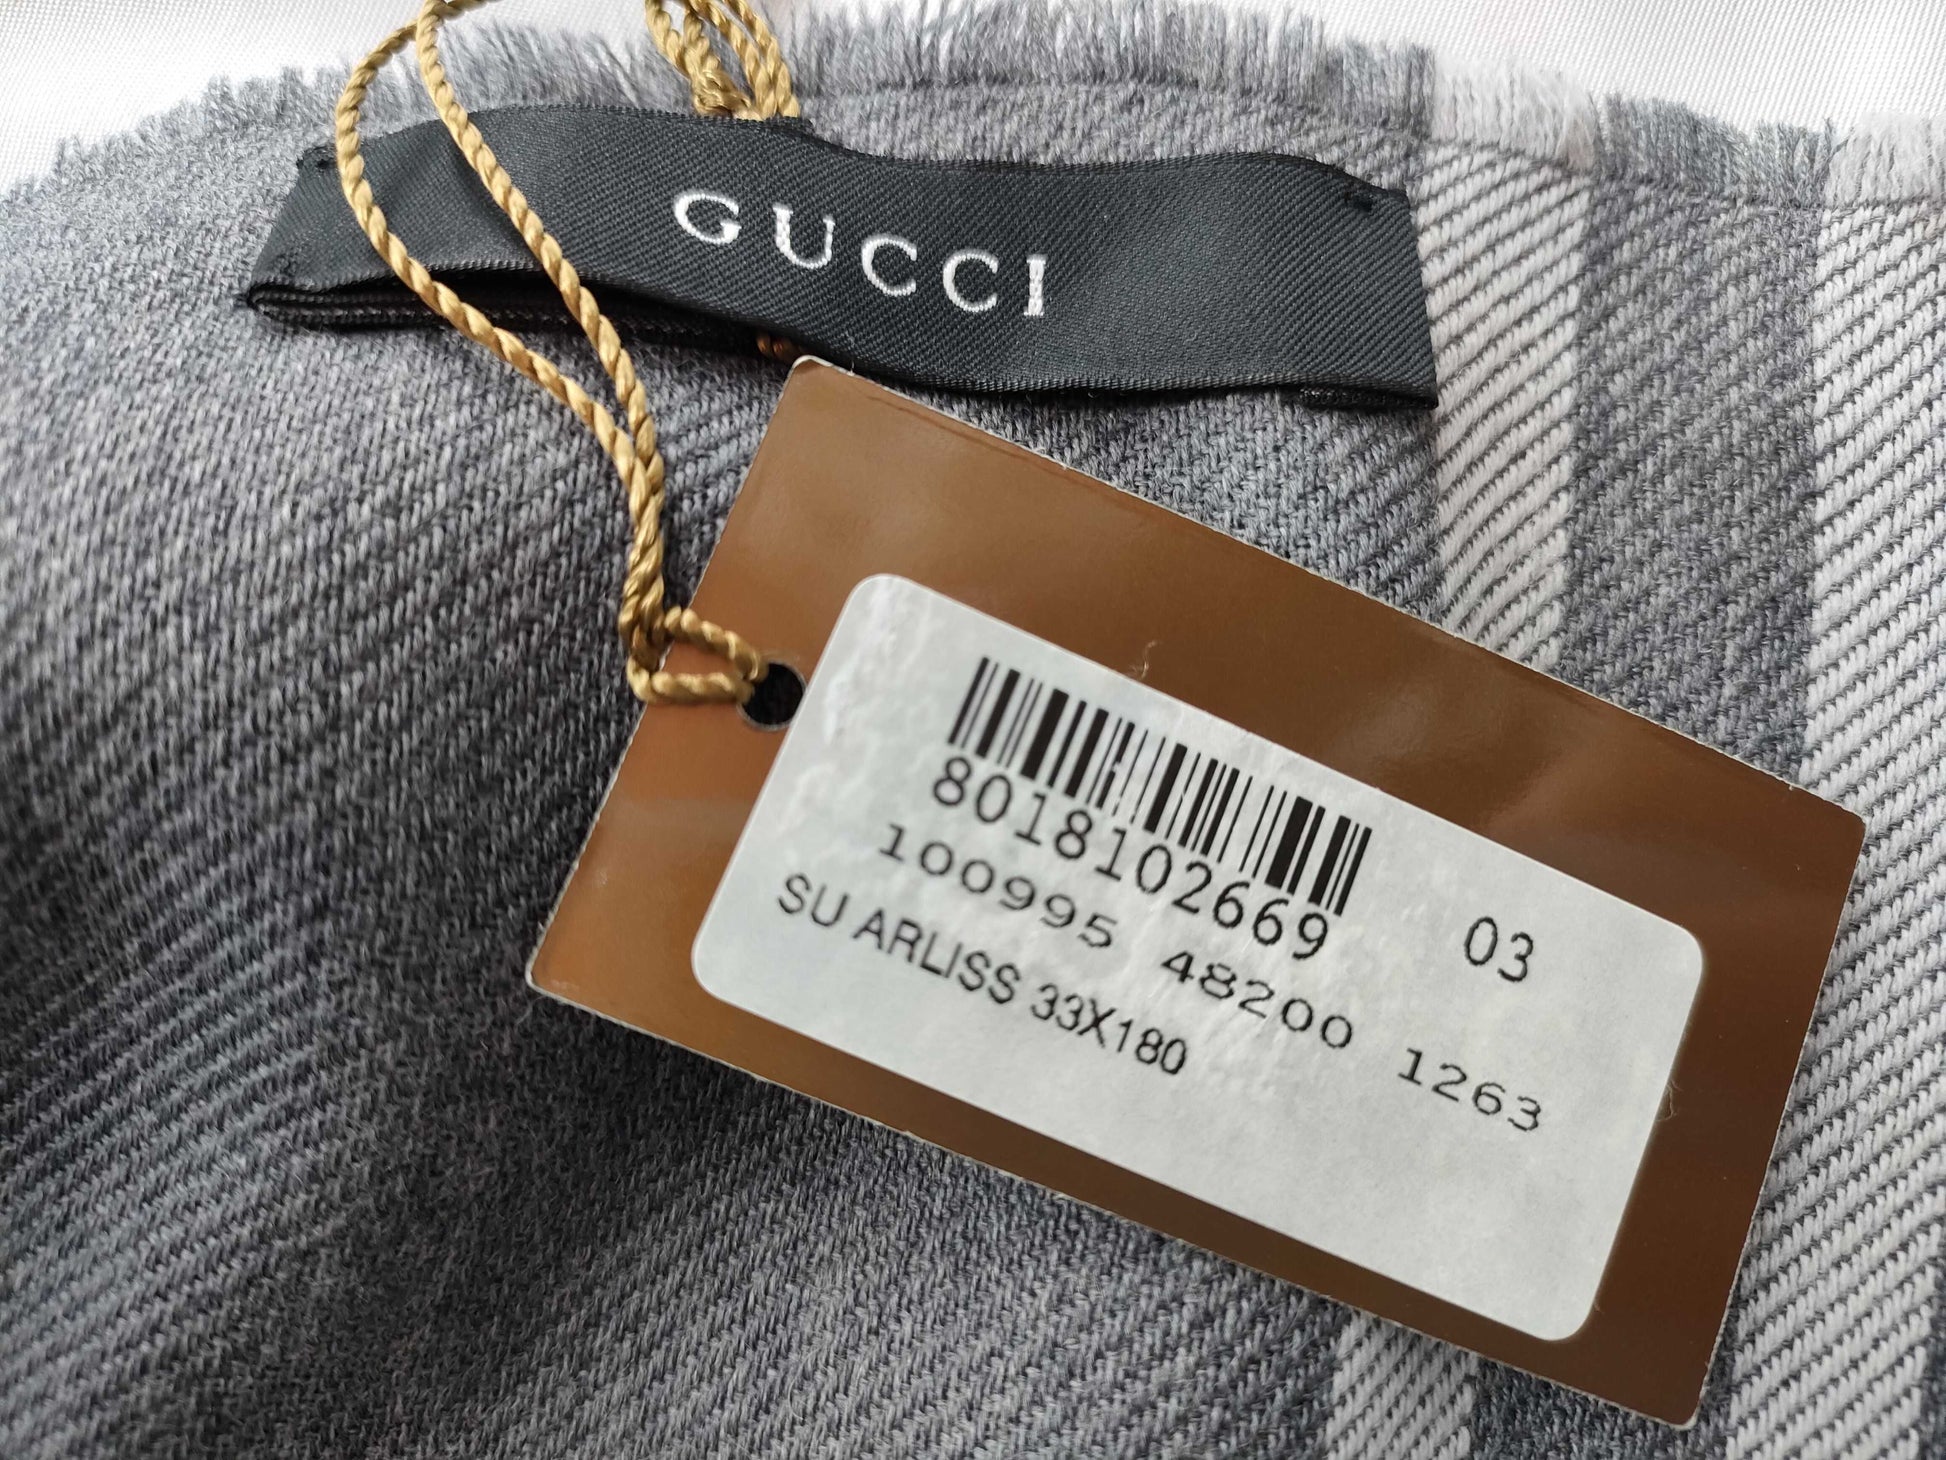 GUCCI
8018102669 03
100995 48200 1263
SU ARLISS 33X180